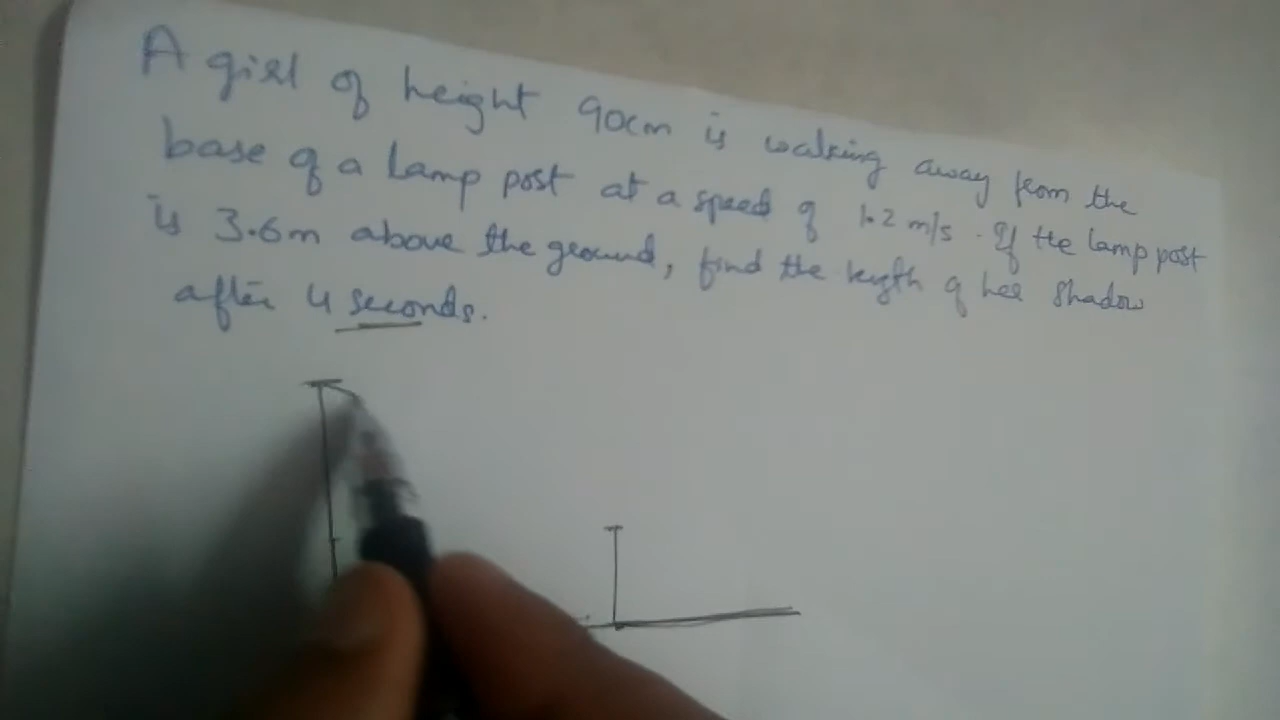 A girl of height 90cm is walking away from the
base of a lamp post at a speed of 1.2 m/s. If the lamp post
is 3.6m above the ground, find the length of her shadow
after 4 seconds.